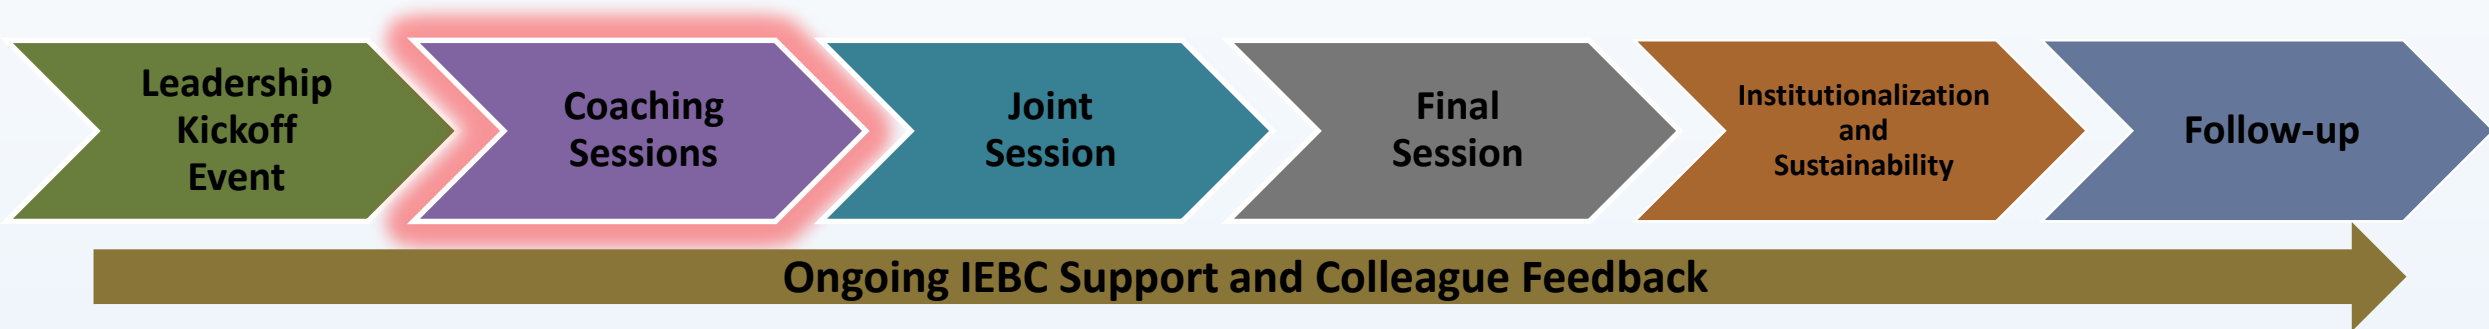 Leadership
Kickoff
Event
Coaching
Sessions
Joint
Session
Final
Session
Institutionalization
and
Sustainability
Follow-up
Ongoing IEBC Support and Colleague Feedback